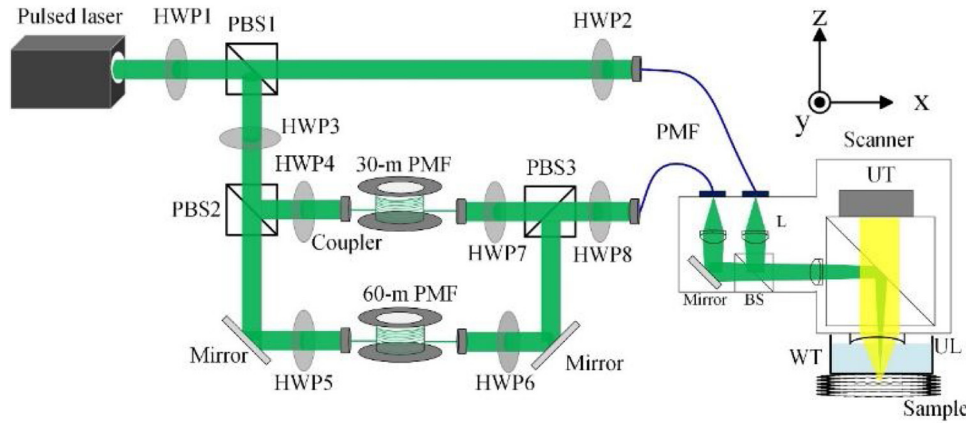 Pulsed laser
HWP1
PBS1
HWP2
HWP3
HWP4
30-m PMF
PBS3
PBS2
Coupler
HWP7
HWP8
60-m PMF
Mirror
HWP5
HWP6
Mirror
PMF
z
y
x
Scanner
UT
L
Mirror
BS
WT
UL
Sample